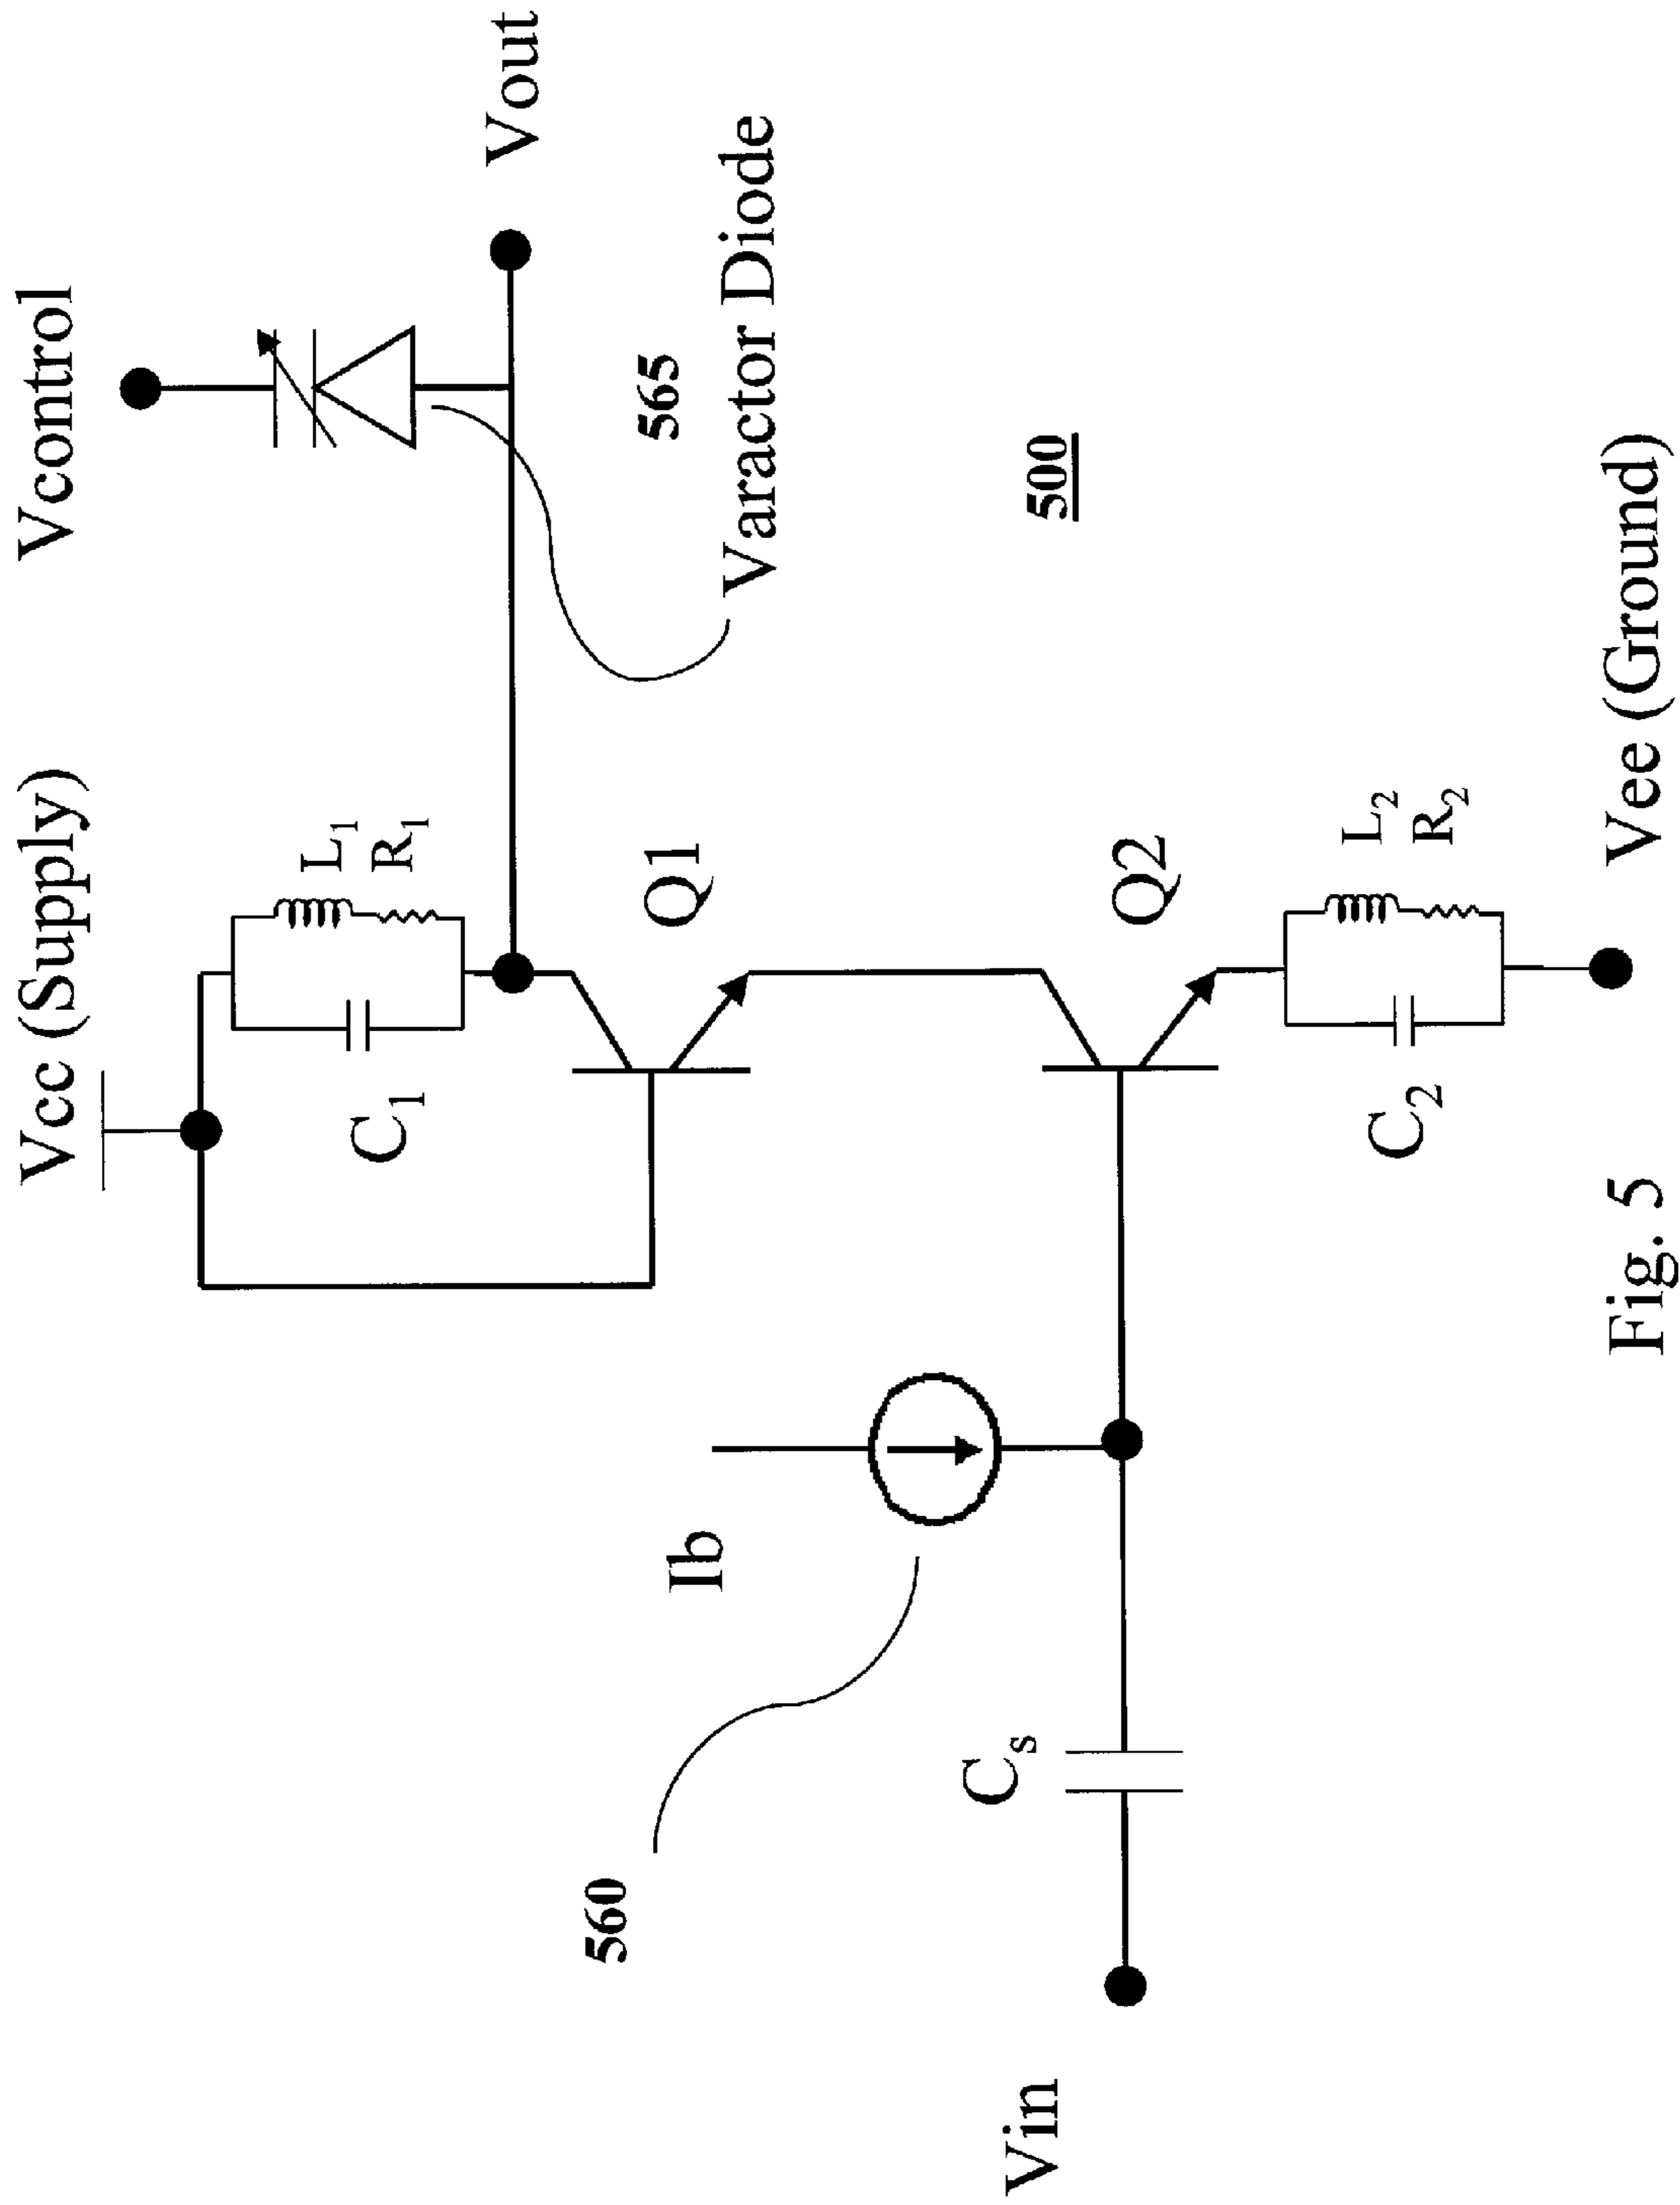 Vcc (Supply)
Vcontrol
L1
R1
C1
Vout
Q1
565
Varactor Diode
Ib
560
500
Cs
Vin
Q2
L2
R2
C2
Vee (Ground)
Fig. 5